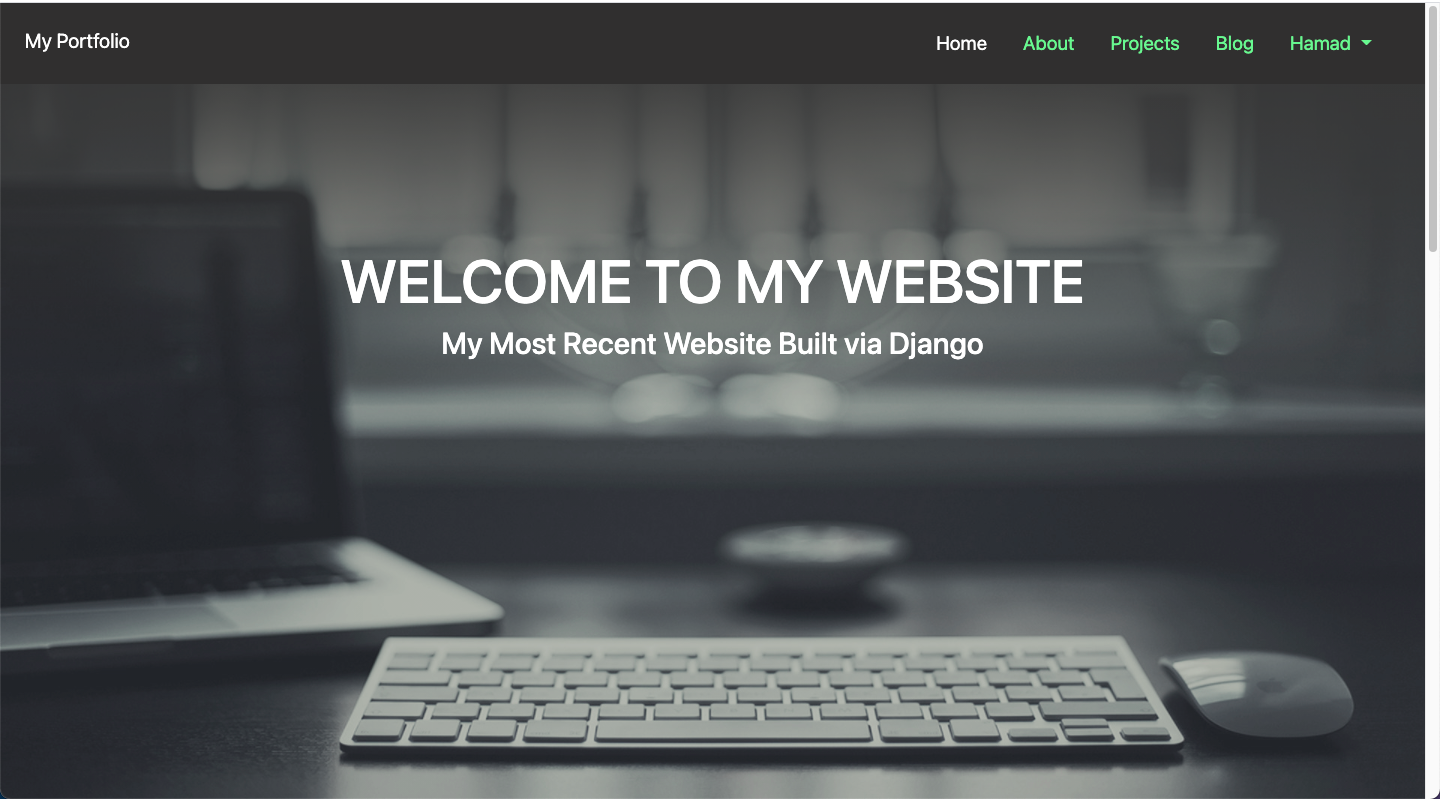 My Portfolio
Home About Projects Blog Hamad
WELCOME TO MY WEBSITE
My Most Recent Website Built via Django